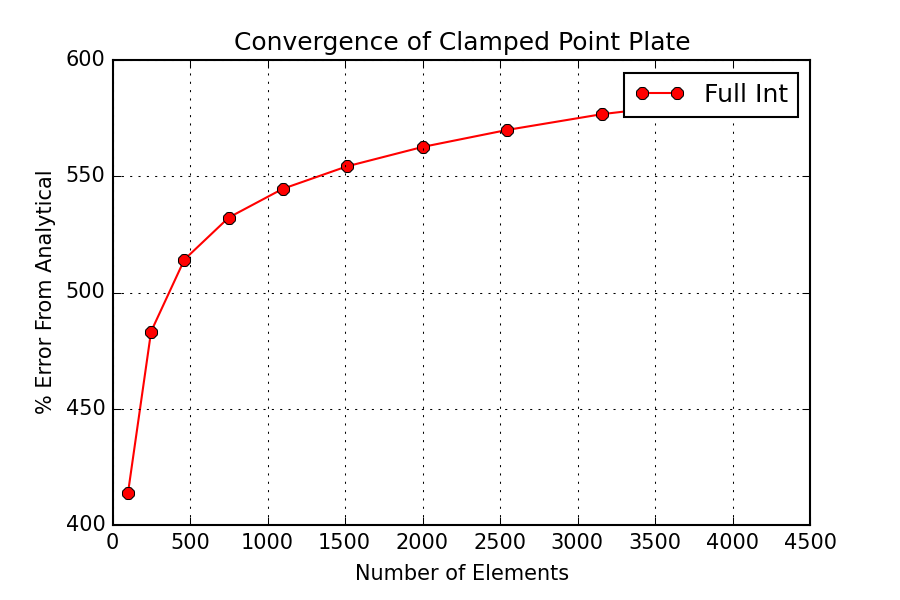 Convergence of Clamped Point Plate
600
550
500
450
400
% Error From Analytical
Full Int
0 500 1000 1500 2000 2500 3000 3500 4000 4500
Number of Elements